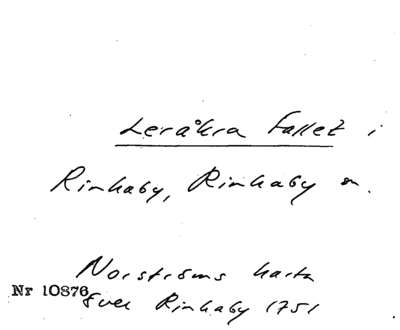 Leråkra Fallet i
Rinkaby, Rinkaby sn.
Norströms karta
Nr 10876
över Rinkaby 1751